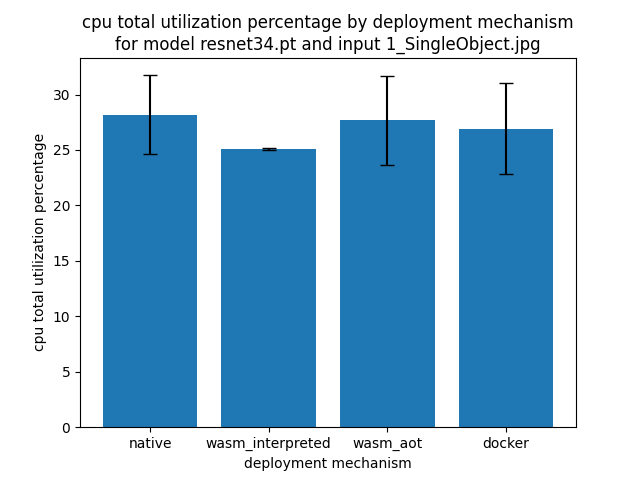 cpu total utilization percentage by deployment mechanism
for model resnet34.pt and input 1_SingleObject.jpg
cpu total utilization percentage
30
25
20
15
10
5
0
native
wasm_interpreted
wasm_aot
docker
deployment mechanism